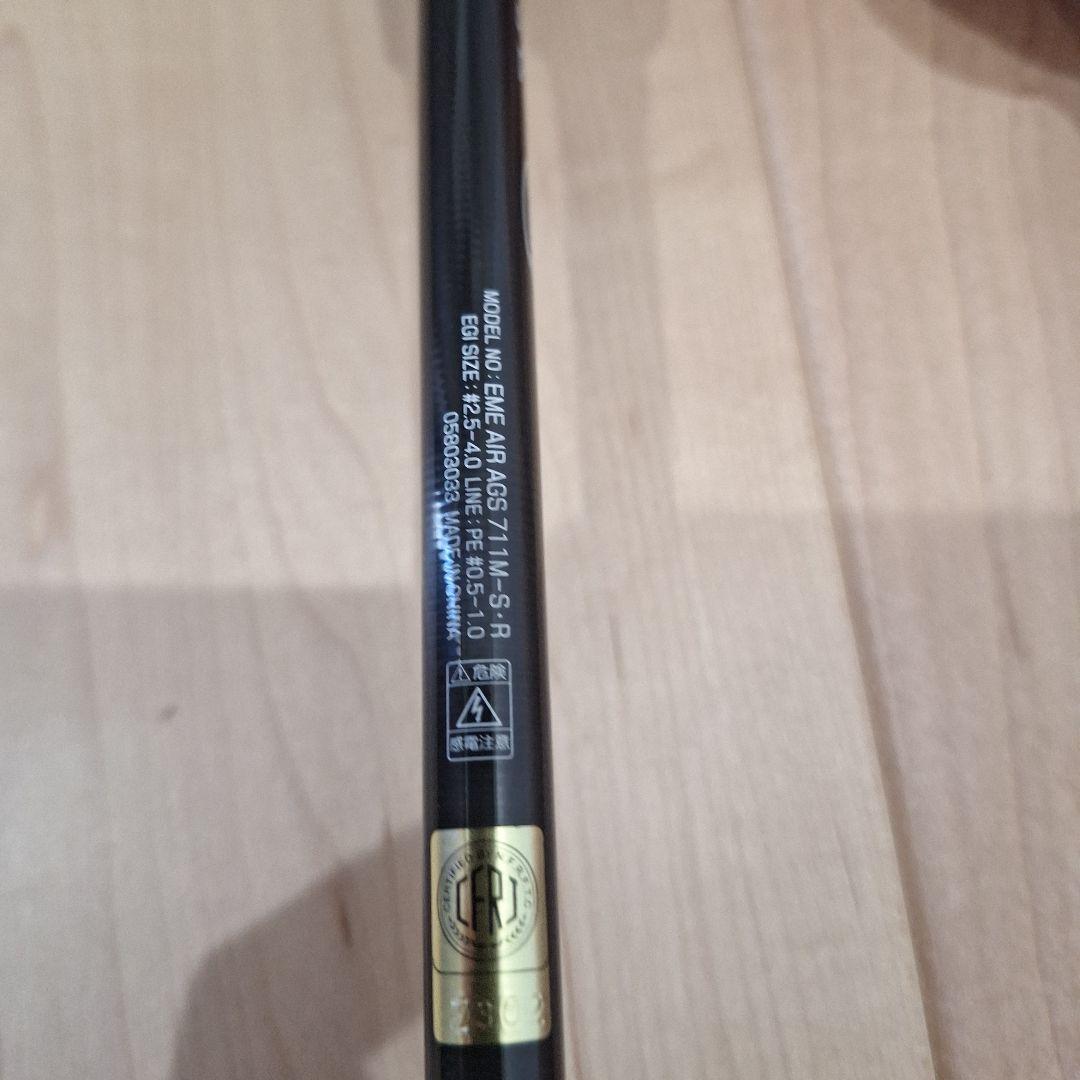 MODEL NO : EME AIR AGS 711M-S・R
EGI SIZE : #2.5-4.0 LINE : PE #0.5-1.0
05803033 MADE IN CHINA
危険
感電注意
CERTIFIED BY N.F.R.F.T.C
FR